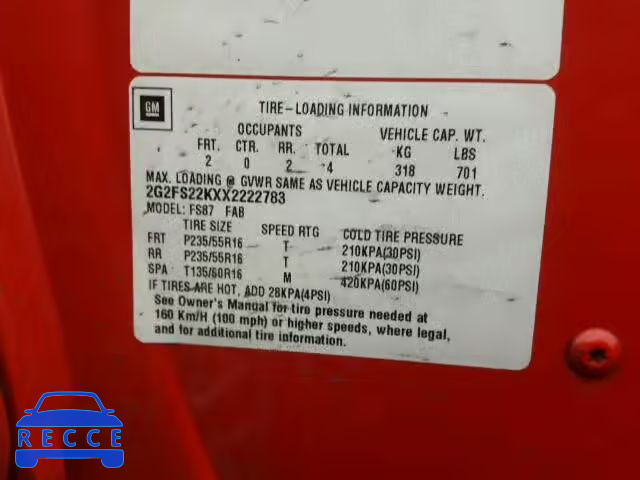 GM
TIRE-LOADING INFORMATION
OCCUPANTS VEHICLE CAP. WT.
FRT. CTR. RR. TOTAL KG LBS
2 0 2 4 318 701
MAX. LOADING @ GVWR SAME AS VEHICLE CAPACITY WEIGHT.
2G2FS22KXX2222783
MODEL: FS87 FAB
TIRE SIZE SPEED RTG COLD TIRE PRESSURE
FRT P235/55R16 T 210KPA(30PSI)
RR P235/55R16 T 210KPA(30PSI)
SPA T135/60R16 M 420KPA(60PSI)
IF TIRES ARE HOT, ADD 28KPA(4PSI)
See Owner's Manual for tire pressure needed at
160 Km/H (100 mph) or higher speeds, where legal,
and for additional tire information.
RECCE